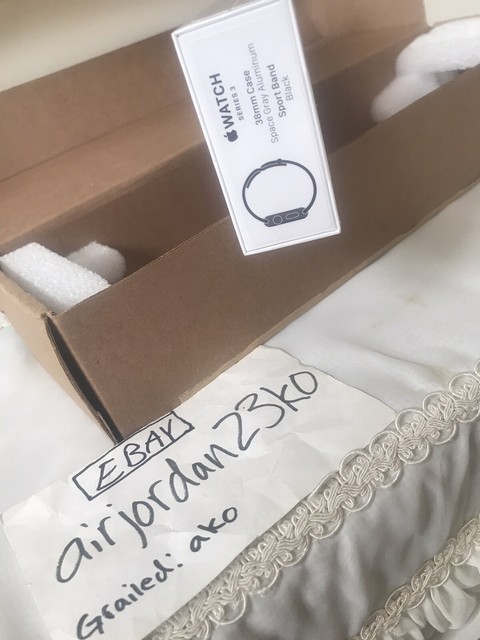 WATCH
SERIES 3
38mm Case
Space Gray Aluminum
Sport Band
Black
EBAY
airjordan23ko
Grailed: ako